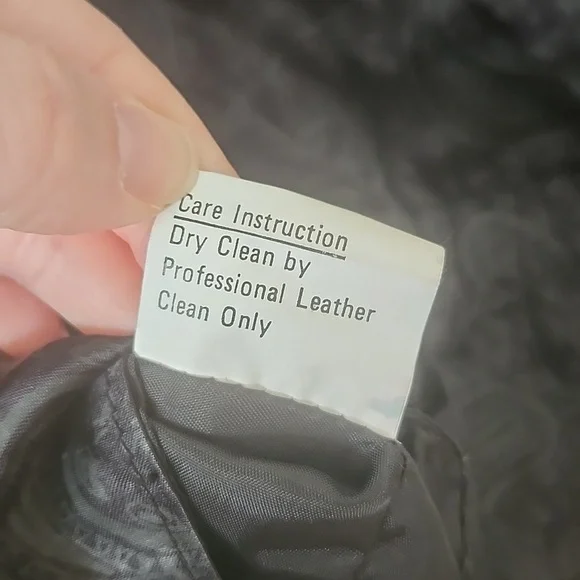 Care Instruction
Dry Clean by
Professional Leather
Clean Only